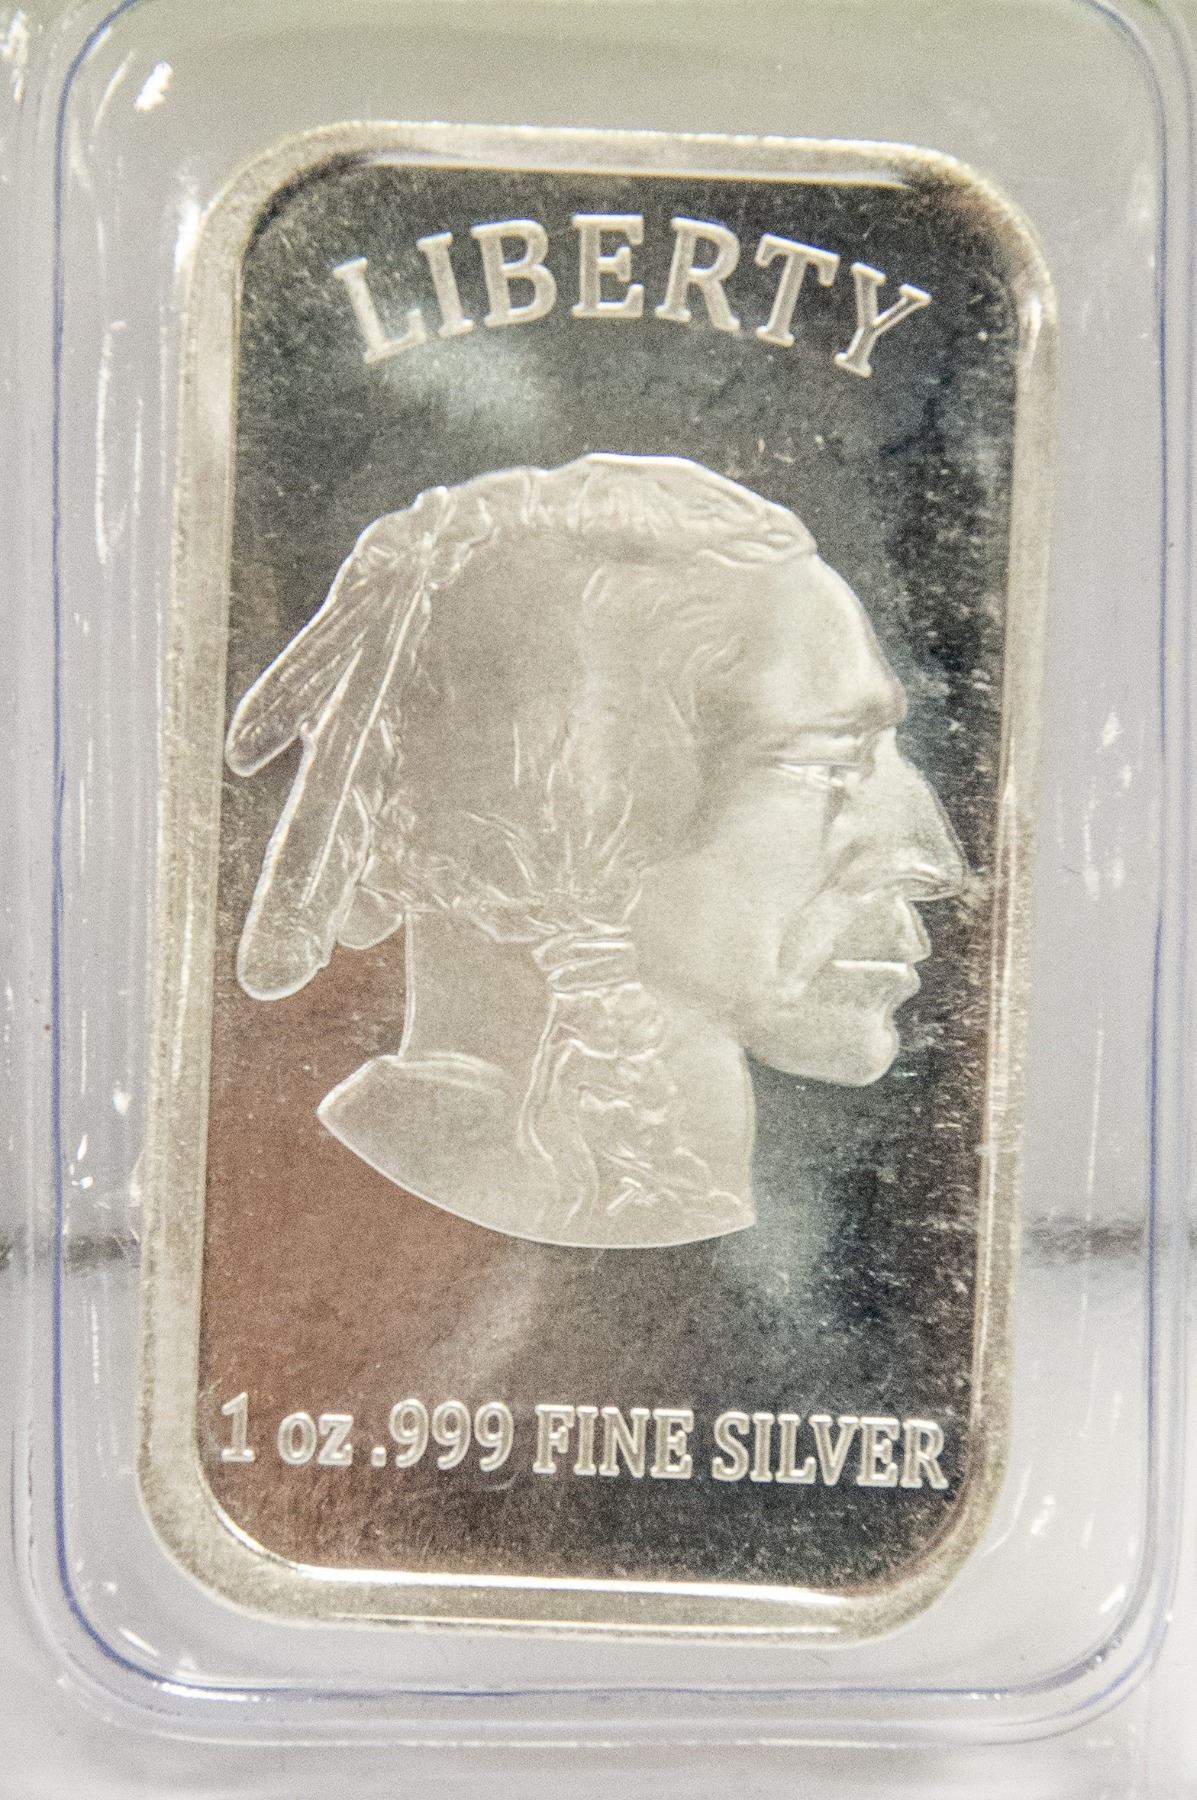 LIBERTY
1 oz .999 FINE SILVER